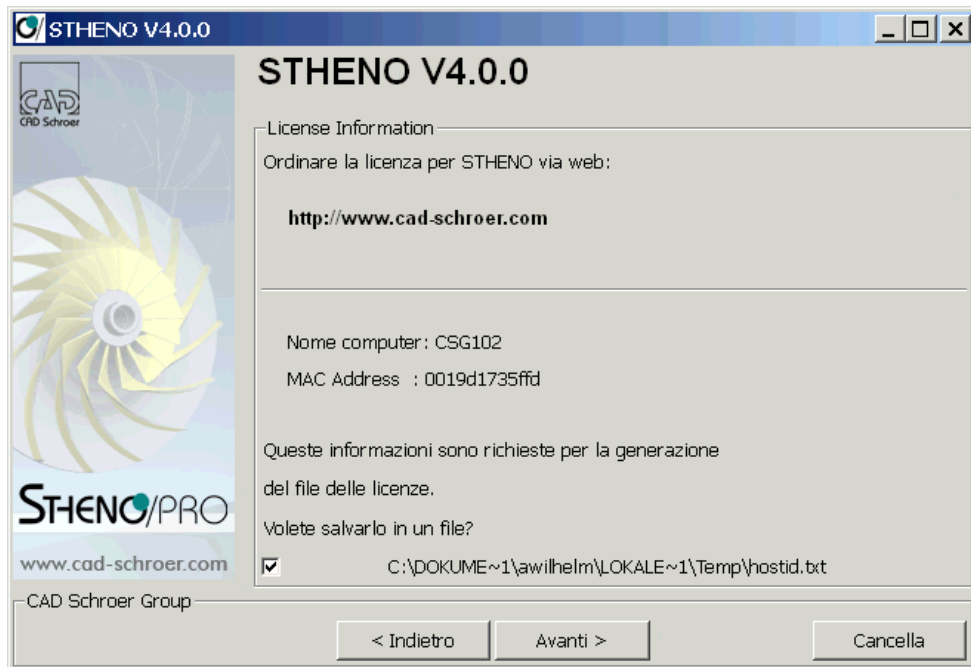 STHENO V4.0.0
CAD
CAD Schroer
STHENO V4.0.0
License Information
Ordinare la licenza per STHENO via web:
http://www.cad-schroer.com
Nome computer: CSG102
MAC Address : 0019d1735ffd
Queste informazioni sono richieste per la generazione
del file delle licenze.
Volete salvarlo in un file?
C:\DOKUME~1\awilhelm\LOKALE~1\Temp\hostid.txt
STHENO/PRO
www.cad-schroer.com
CAD Schroer Group
< Indietro
Avanti >
Cancella